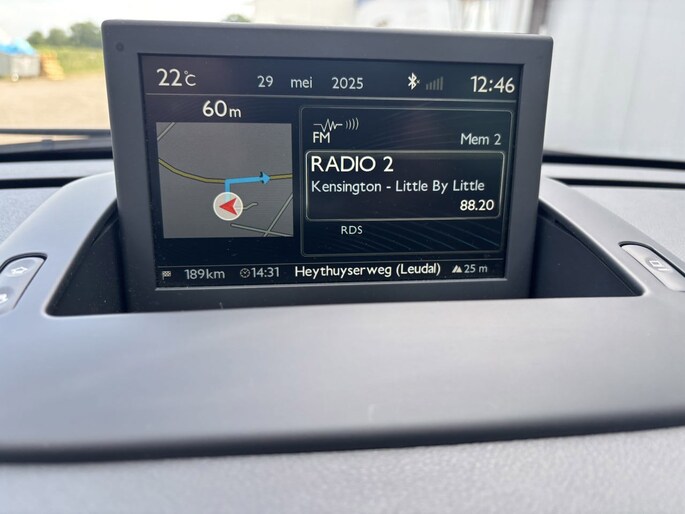 22°C 29 mei 2025 12:46
60m
FM Mem 2
RADIO 2
Kensington - Little By Little
88.20
RDS
189km 14:31 Heythuyserweg (Leudal) 25 m